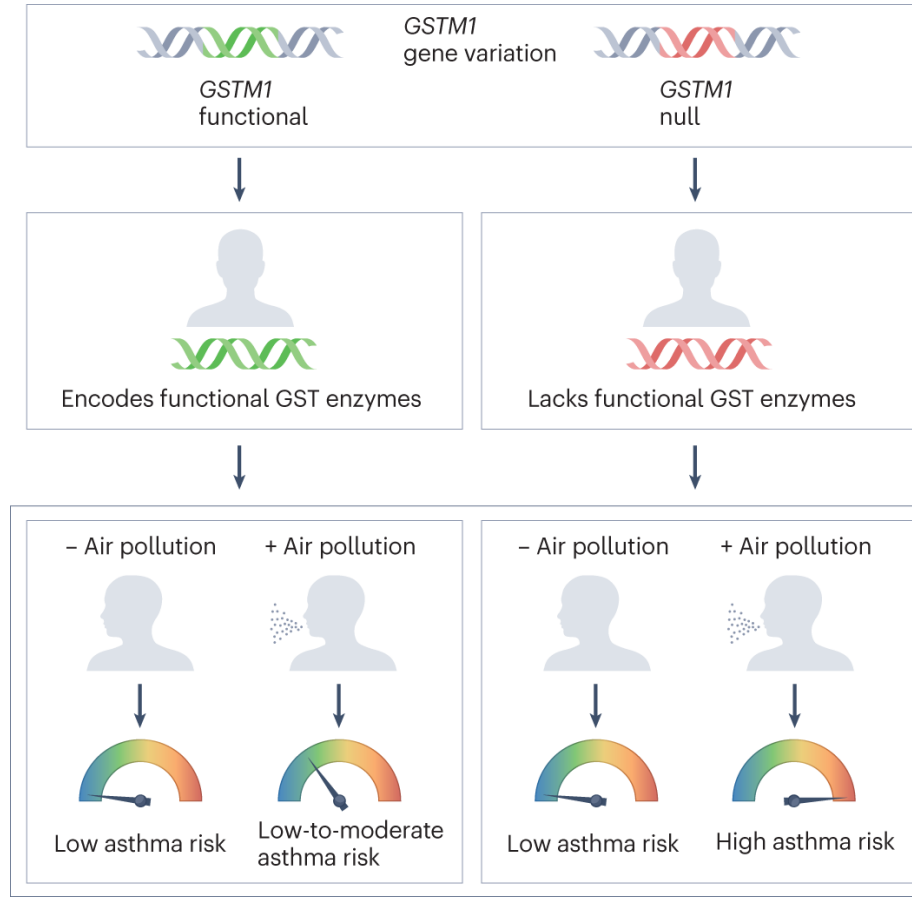 GSTM1
gene variation
GSTM1
functional
GSTM1
null
Encodes functional GST enzymes
Lacks functional GST enzymes
– Air pollution
+ Air pollution
– Air pollution
+ Air pollution
Low asthma risk
Low-to-moderate
asthma risk
Low asthma risk
High asthma risk